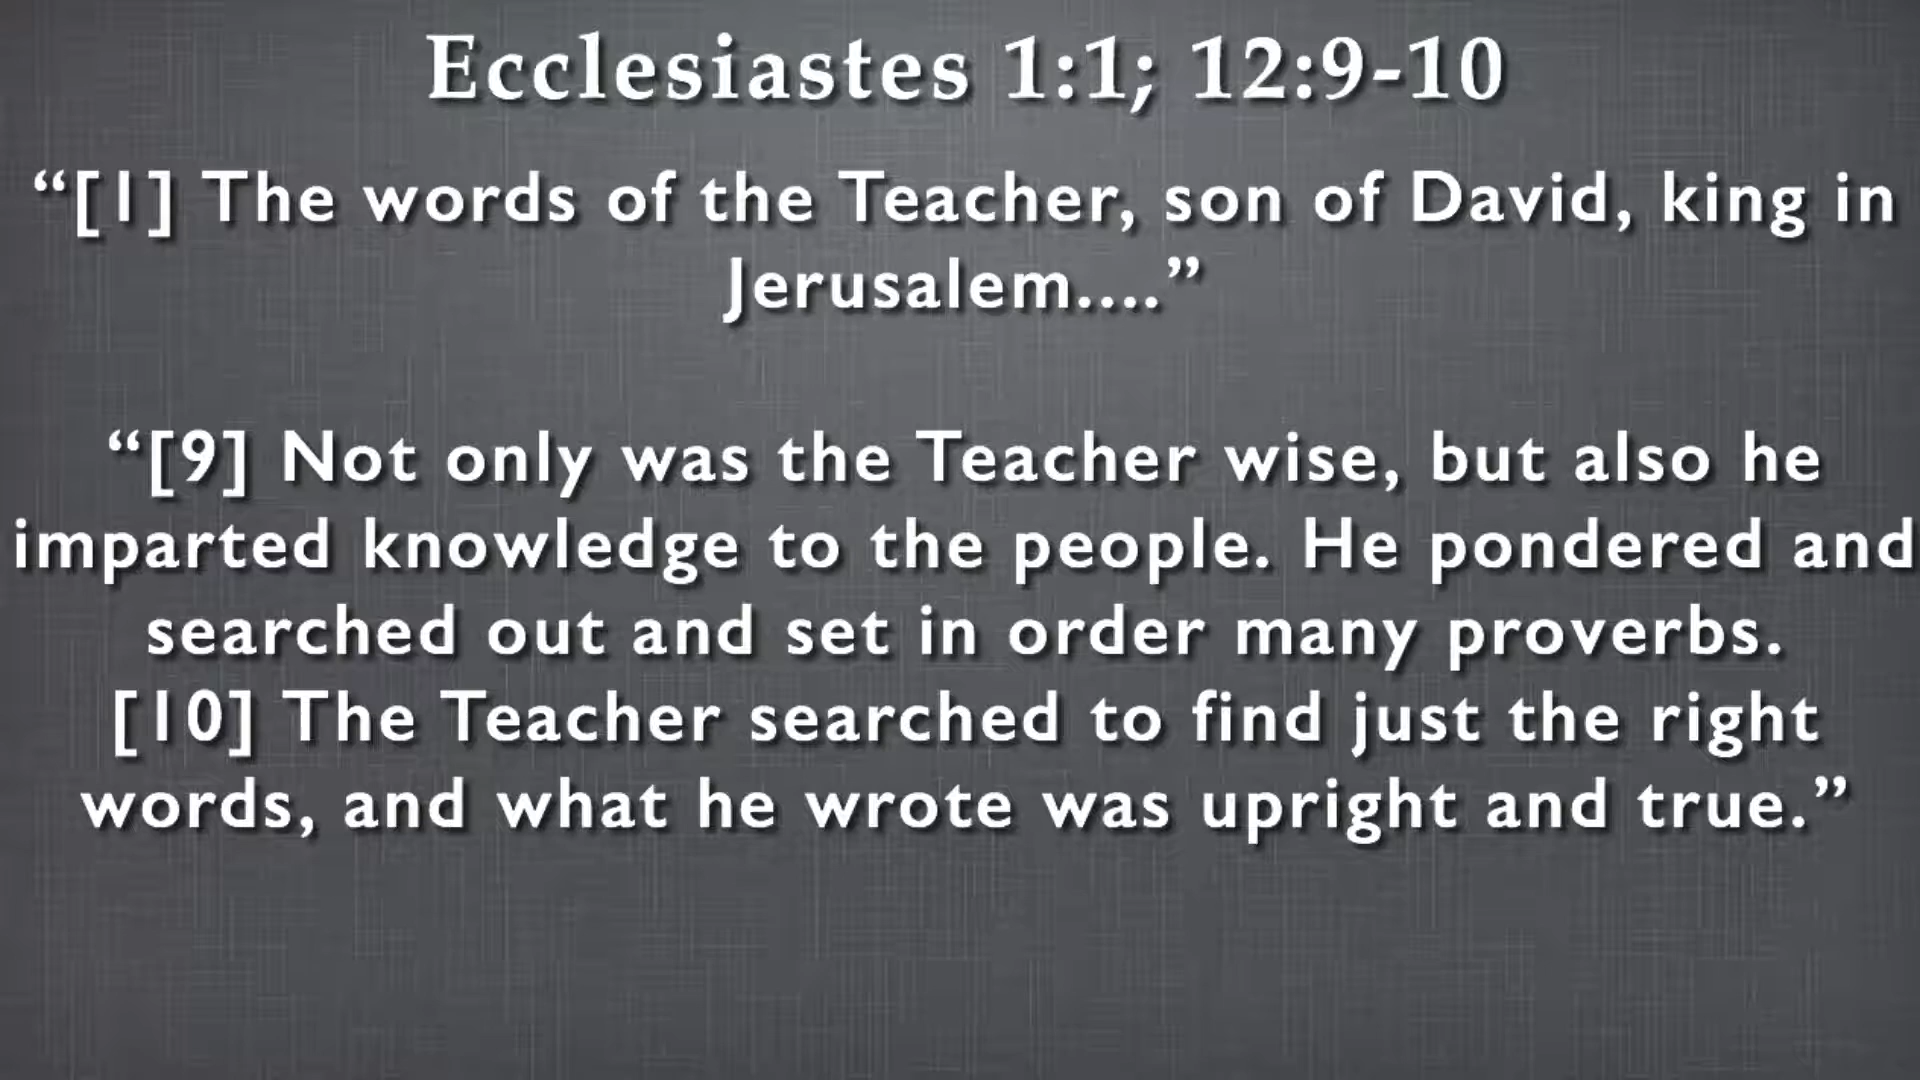 Ecclesiastes 1:1; 12:9-10
“[1] The words of the Teacher, son of David, king in
Jerusalem....”
“[9] Not only was the Teacher wise, but also he
imparted knowledge to the people. He pondered and
searched out and set in order many proverbs.
[10] The Teacher searched to find just the right
words, and what he wrote was upright and true.”